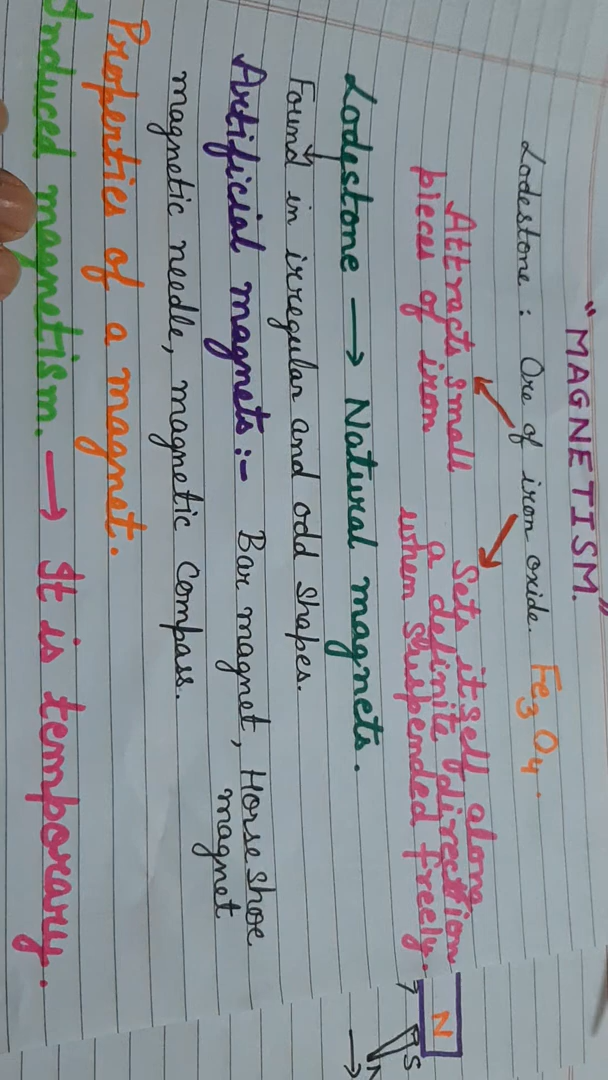 "MAGNETISM."
Lodestone : Ore of iron oxide. Fe3O4.
Attracts small
pieces of iron
Sets itself along
a definite direction
when suspended freely.
N
S
N
Lodestone → Natural magnets.
Found in irregular and odd shapes.
Artificial magnets:- Bar magnet, Horse shoe
magnet
magnetic needle, magnetic compass.
Properties of a magnet.
Induced magnetism. → It is temporary.